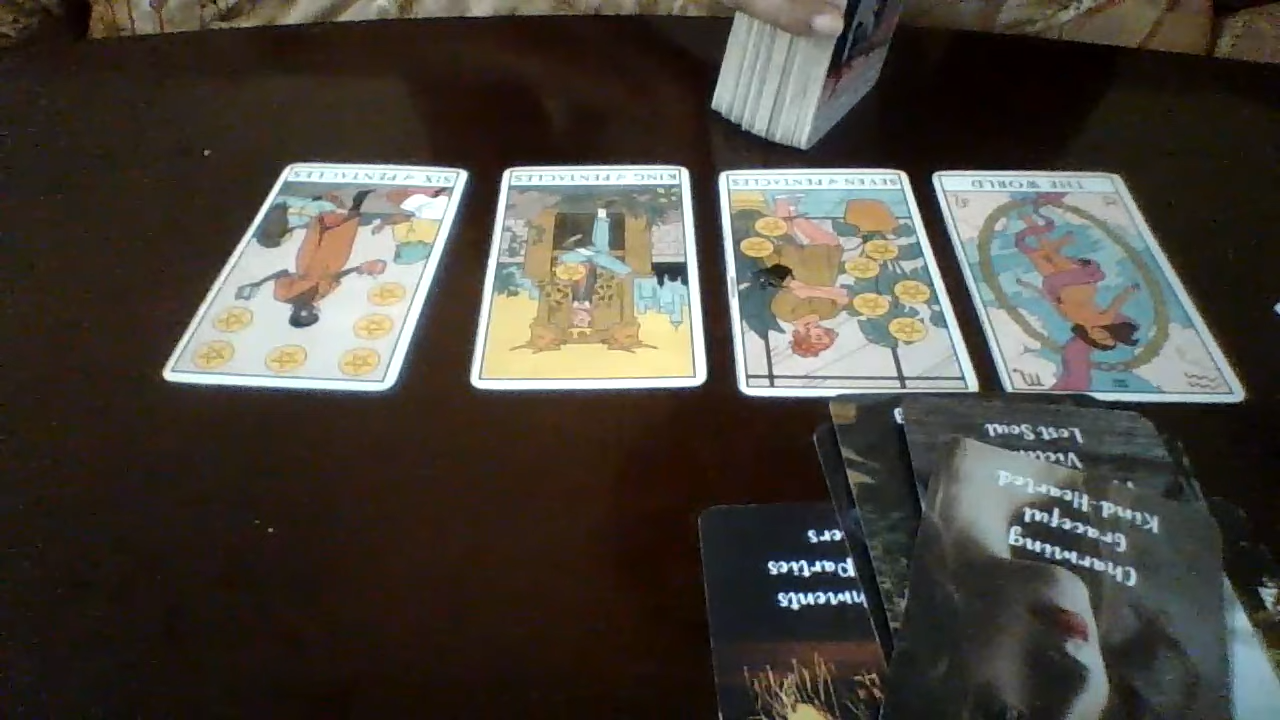 SIX of PENTACLES
KING of PENTACLES
SEVEN of PENTACLES
THE WORLD
Lost Soul
Kind-Hearted
Graceful
Charming
Parties